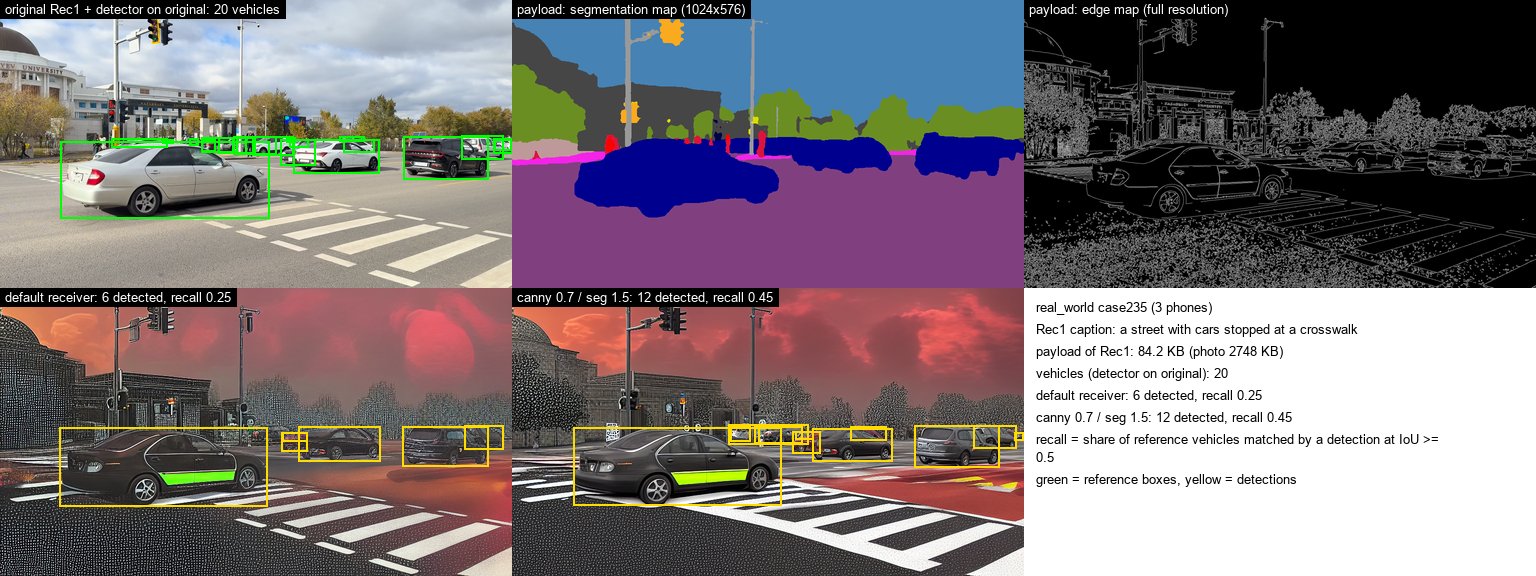 original Rec1 + detector on original: 20 vehicles
payload: segmentation map (1024x576)
payload: edge map (full resolution)
YEV UNIVERSITY
default receiver: 6 detected, recall 0.25
canny 0.7 / seg 1.5: 12 detected, recall 0.45
real_world case235 (3 phones)
Rec1 caption: a street with cars stopped at a crosswalk
payload of Rec1: 84.2 KB (photo 2748 KB)
vehicles (detector on original): 20
default receiver: 6 detected, recall 0.25
canny 0.7 / seg 1.5: 12 detected, recall 0.45
recall = share of reference vehicles matched by a detection at IoU >=
0.5
green = reference boxes, yellow = detections